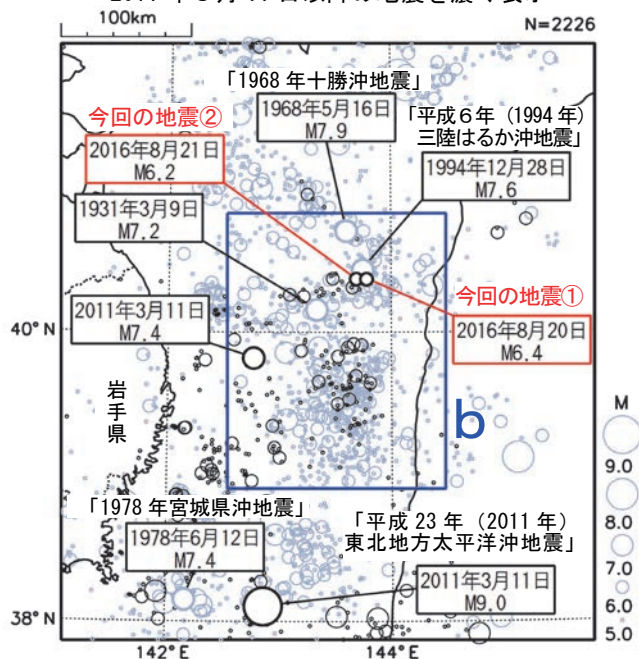 100km
N=2226
「1968 年十勝沖地震」
今回の地震②
1968年5月16日
M7.9
「平成６年（1994 年）
三陸はるか沖地震」
2016年8月21日
M6.2
1994年12月28日
M7.6
1931年3月9日
M7.2
2011年3月11日
M7.4
今回の地震①
40° N
2016年8月20日
M6.4
岩手県
b
M
9.0
8.0
7.0
6.0
5.0
「1978 年宮城県沖地震」
1978年6月12日
M7.4
「平成 23 年（2011 年）
東北地方太平洋沖地震」
2011年3月11日
M9.0
38° N
142° E
144° E